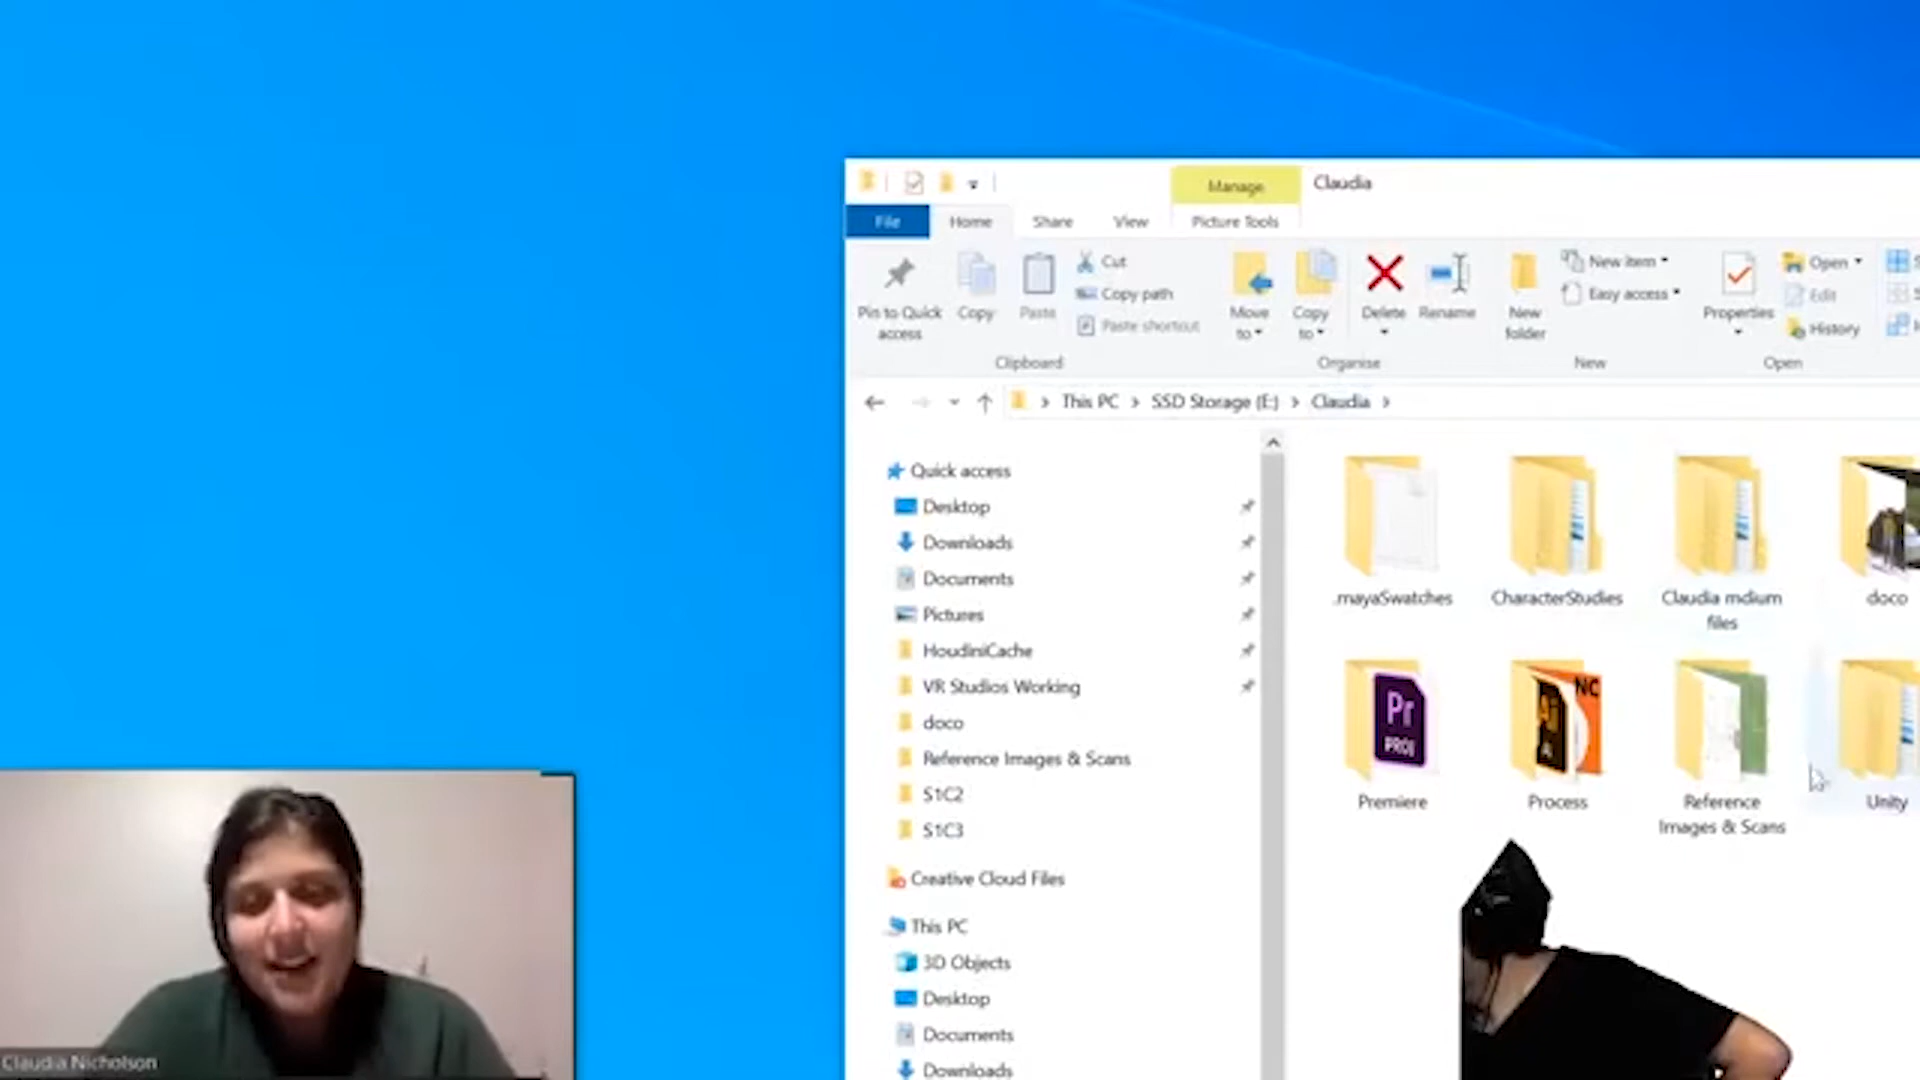 Manage
Claudia
File
Home
Share
View
Picture Tools
Pin to Quick access
Copy
Paste
Cut
Copy path
Paste shortcut
Clipboard
Move to
Copy to
Delete
Rename
Organise
New folder
New item
Easy access
New
Properties
Open
Edit
History
Open
This PC
SSD Storage (E:)
Claudia
Quick access
Desktop
Downloads
Documents
Pictures
HoudiniCache
VR Studios Working
doco
Reference Images & Scans
S1C2
S1C3
Creative Cloud Files
This PC
3D Objects
Desktop
Documents
Downloads
.mayaSwatches
CharacterStudies
Claudia mdium
files
doco
Pr
PROJ
Ai
NC
Premiere
Process
Reference
Images & Scans
Unity
Claudia Nicholson